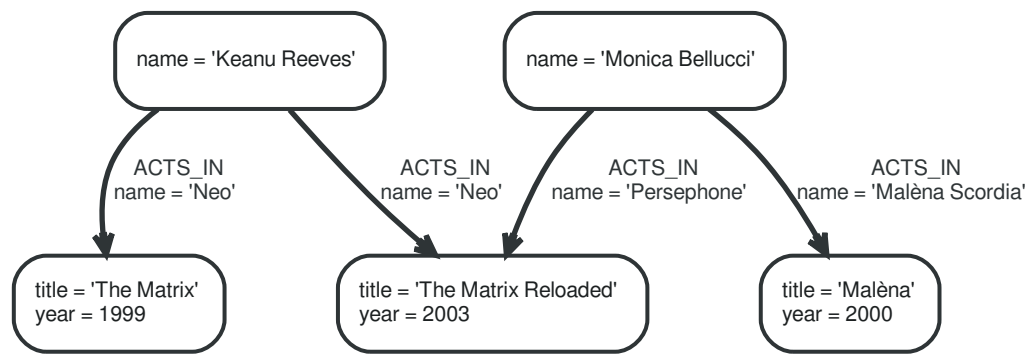 name = 'Keanu Reeves'
name = 'Monica Bellucci'
ACTS_IN
name = 'Neo'
ACTS_IN
name = 'Neo'
ACTS_IN
name = 'Persephone'
ACTS_IN
name = 'Malèna Scordia'
title = 'The Matrix'
year = 1999
title = 'The Matrix Reloaded'
year = 2003
title = 'Malèna'
year = 2000